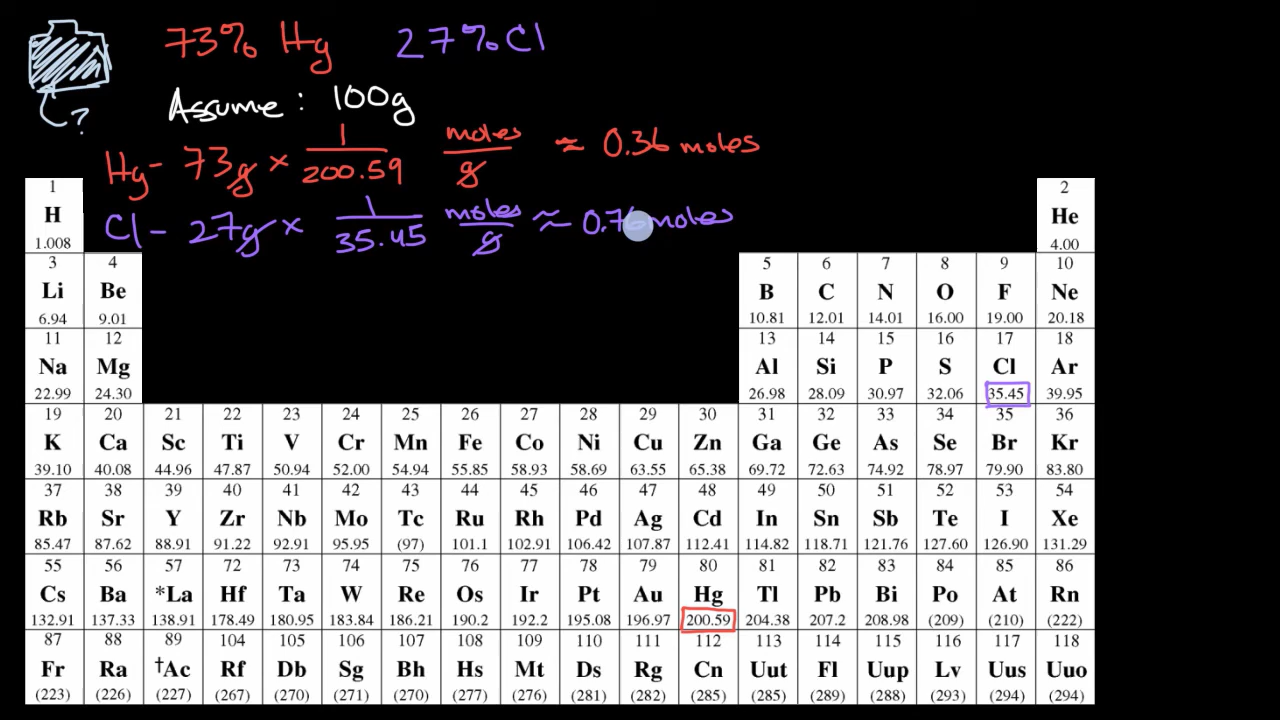 73% Hg 27% Cl
?
Assume: 100g
Hg- 73g × 1/200.59 moles/g ≈ 0.36 moles
Cl- 27g × 1/35.45 moles/g ≈ 0.76 moles
1 2
H He
1.008 4.00
3 4 5 6 7 8 9 10
Li Be B C N O F Ne
6.94 9.01 10.81 12.01 14.01 16.00 19.00 20.18
11 12 13 14 15 16 17 18
Na Mg Al Si P S Cl Ar
22.99 24.30 26.98 28.09 30.97 32.06 35.45 39.95
19 20 21 22 23 24 25 26 27 28 29 30 31 32 33 34 35 36
K Ca Sc Ti V Cr Mn Fe Co Ni Cu Zn Ga Ge As Se Br Kr
39.10 40.08 44.96 47.87 50.94 52.00 54.94 55.85 58.93 58.69 63.55 65.38 69.72 72.63 74.92 78.97 79.90 83.80
37 38 39 40 41 42 43 44 45 46 47 48 49 50 51 52 53 54
Rb Sr Y Zr Nb Mo Tc Ru Rh Pd Ag Cd In Sn Sb Te I Xe
85.47 87.62 88.91 91.22 92.91 95.95 (97) 101.1 102.91 106.42 107.87 112.41 114.82 118.71 121.76 127.60 126.90 131.29
55 56 57 72 73 74 75 76 77 78 79 80 81 82 83 84 85 86
Cs Ba *La Hf Ta W Re Os Ir Pt Au Hg Tl Pb Bi Po At Rn
132.91 137.33 138.91 178.49 180.95 183.84 186.21 190.2 192.2 195.08 196.97 200.59 204.38 207.2 208.98 (209) (210) (222)
87 88 89 104 105 106 107 108 109 110 111 112 113 114 115 116 117 118
Fr Ra †Ac Rf Db Sg Bh Hs Mt Ds Rg Cn Uut Fl Uup Lv Uus Uuo
(223) (226) (227) (267) (270) (271) (270) (277) (276) (281) (282) (285) (285) (289) (288) (293) (294) (294)